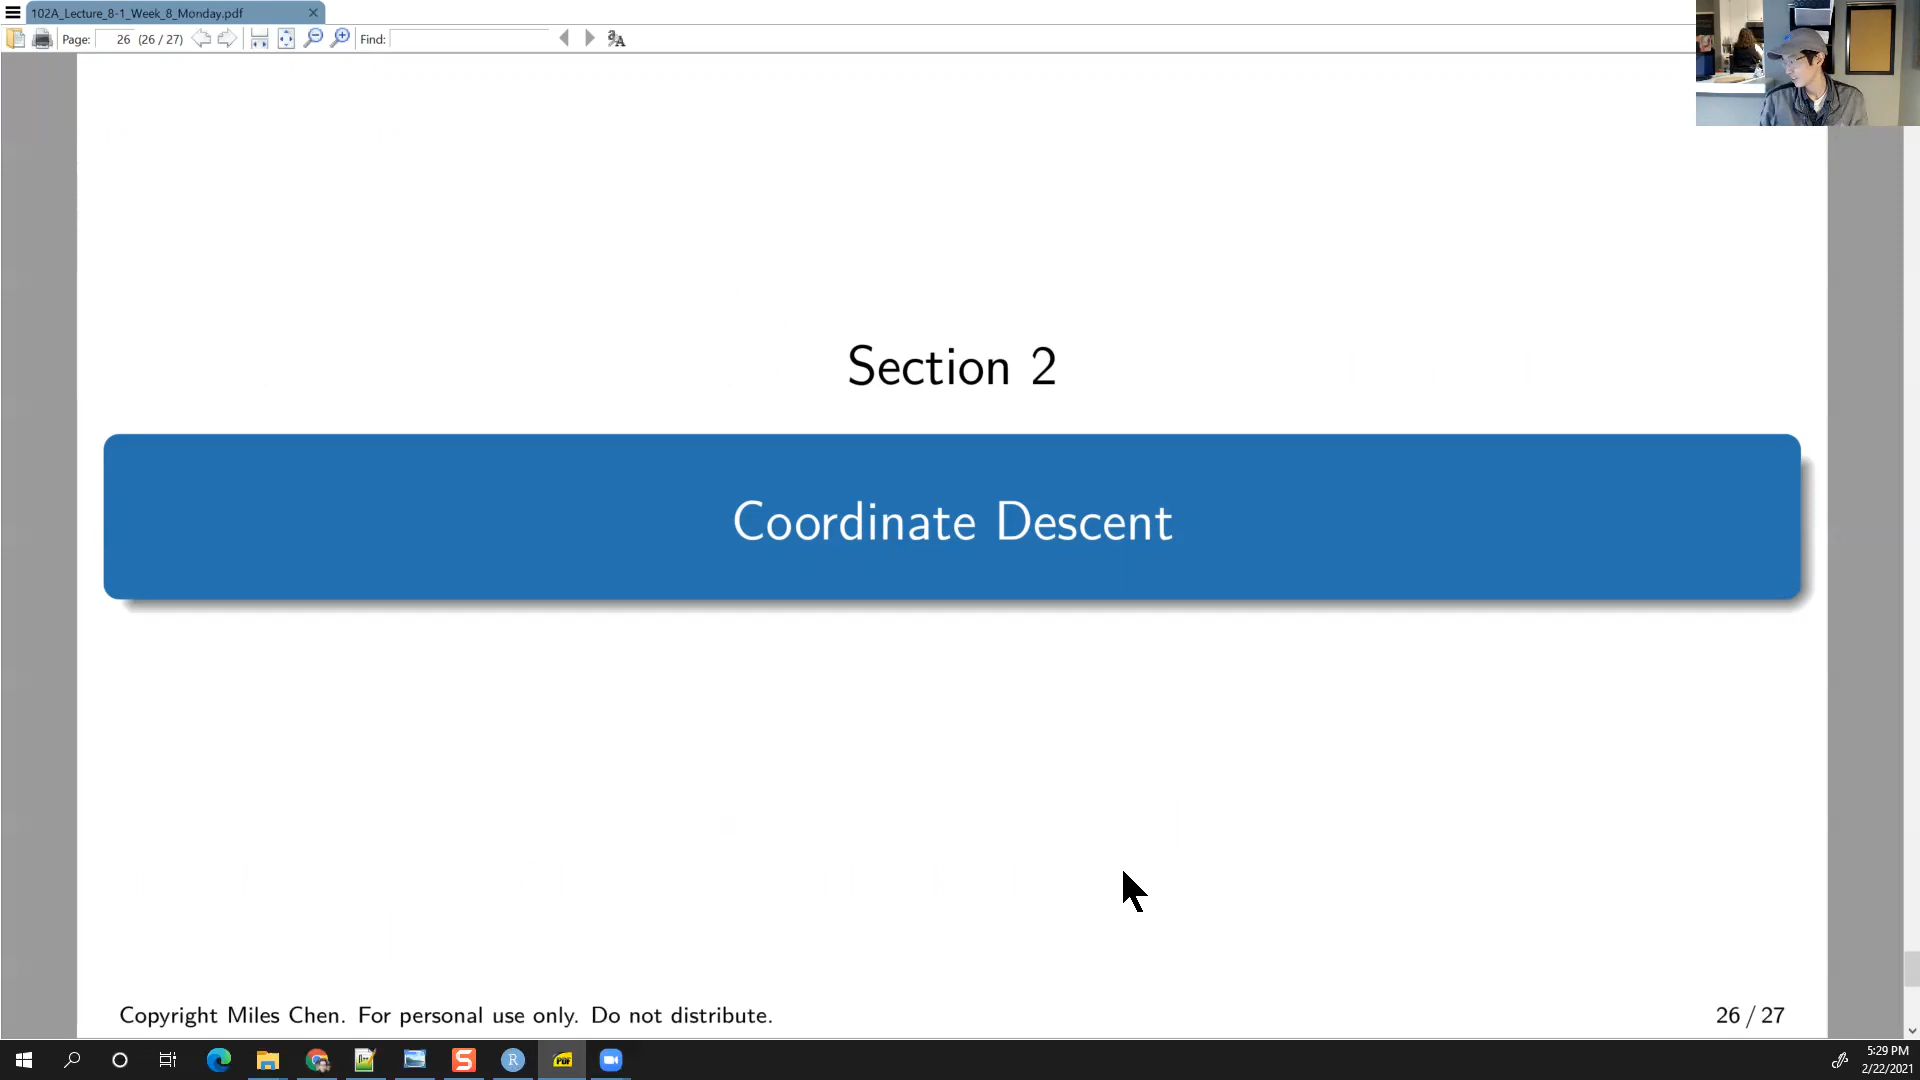 102A_Lecture_8-1_Week_8_Monday.pdf
Page: 26 (26 / 27) Find:
Section 2
Coordinate Descent
Copyright Miles Chen. For personal use only. Do not distribute.
26 / 27
S R PDF
5:29 PM
2/22/2021